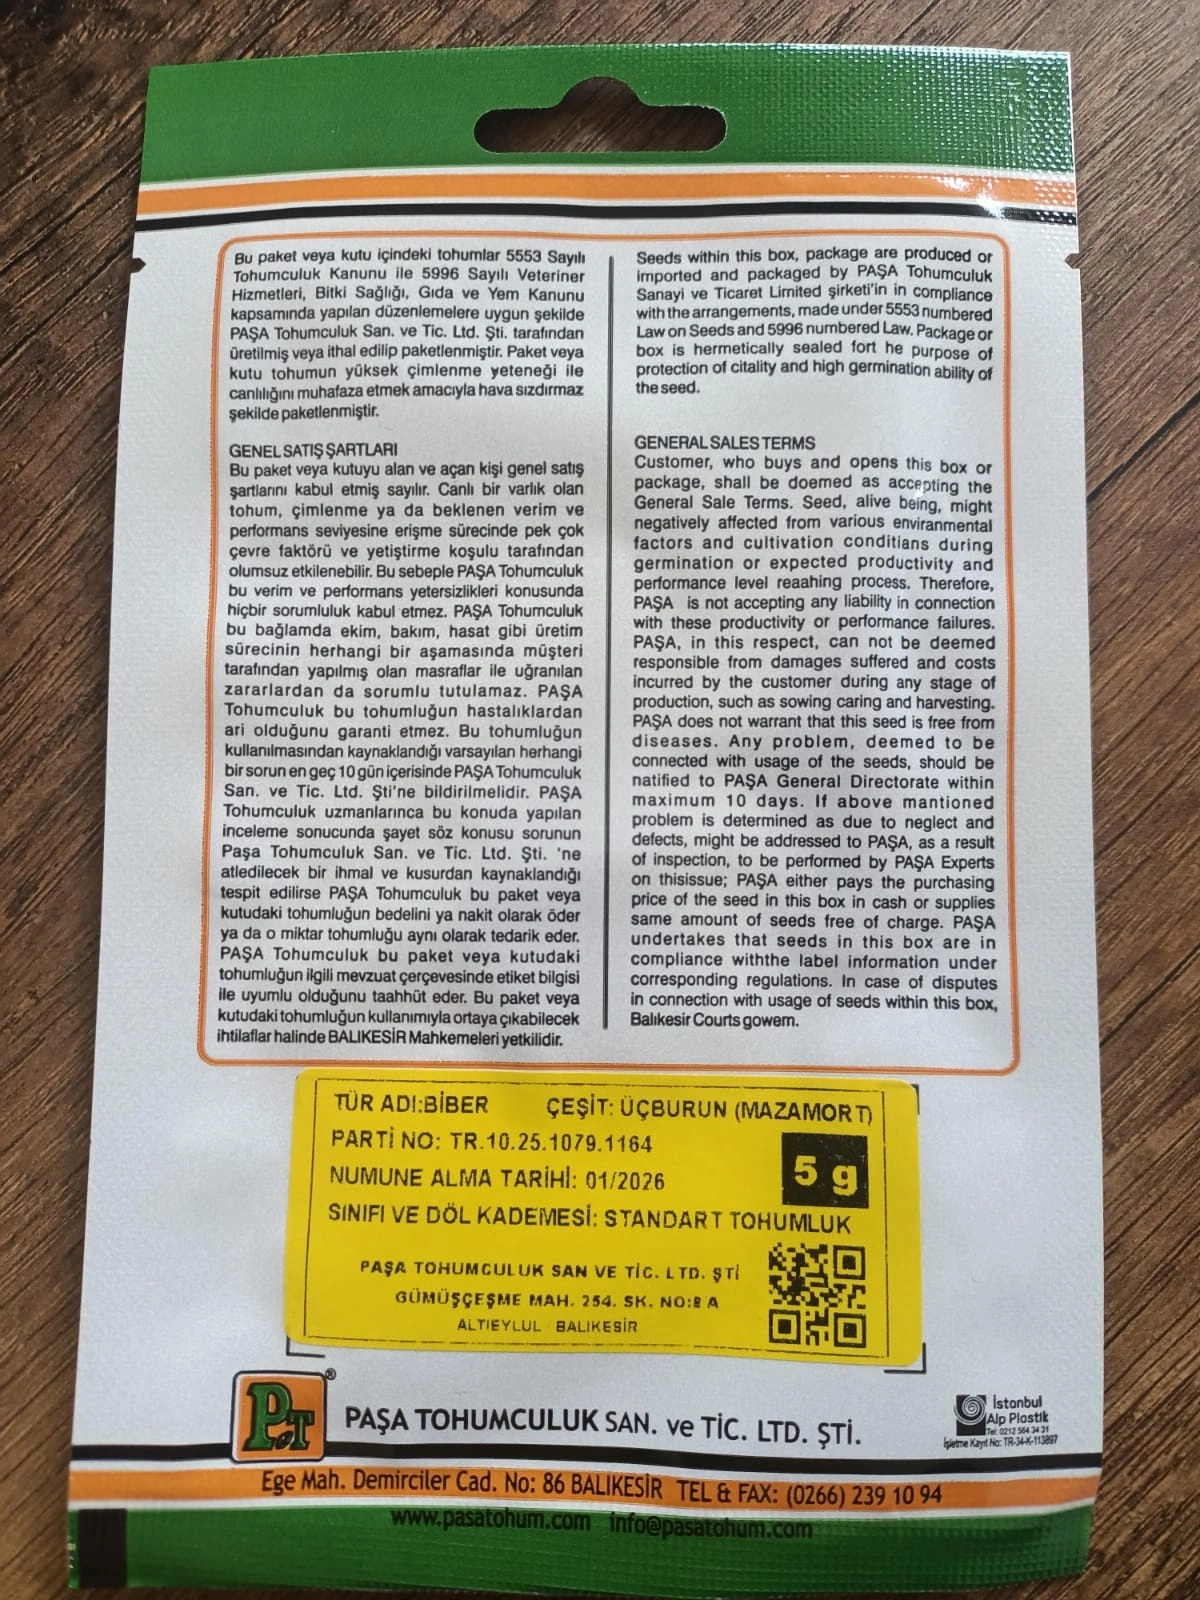 Bu paket veya kutu içindeki tohumlar 5553 Sayılı
Tohumculuk Kanunu ile 5996 Sayılı Veteriner
Hizmetleri, Bitki Sağlığı, Gıda ve Yem Kanunu
kapsamında yapılan düzenlemelere uygun şekilde
PAŞA Tohumculuk San. ve Tic. Ltd. Şti. tarafından
üretilmiş veya ithal edilip paketlenmiştir. Paket veya
kutu tohumun yüksek çimlenme yeteneği ile
canlılığını muhafaza etmek amacıyla hava sızdırmaz
şekilde paketlenmiştir.
GENEL SATIŞ ŞARTLARI
Bu paket veya kutuyu alan ve açan kişi genel satış
şartlarını kabul etmiş sayılır. Canlı bir varlık olan
tohum, çimlenme ya da beklenen verim ve
performans seviyesine erişme sürecinde pek çok
çevre faktörü ve yetiştirme koşulu tarafından
olumsuz etkilenebilir. Bu sebeple PAŞA Tohumculuk
bu verim ve performans yetersizlikleri konusunda
hiçbir sorumluluk kabul etmez. PAŞA Tohumculuk
bu bağlamda ekim, bakım, hasat gibi üretim
sürecinin herhangi bir aşamasında müşteri
tarafından yapılmış olan masraflar ile uğranılan
zararlardan da sorumlu tutulamaz. PAŞA
Tohumculuk bu tohumluğun hastalıklardan
ari olduğunu garanti etmez. Bu tohumluğun
kullanılmasından kaynaklandığı varsayılan herhangi
bir sorun en geç 10 gün içerisinde PAŞA Tohumculuk
San. ve Tic. Ltd. Şti'ne bildirilmelidir. PAŞA
Tohumculuk uzmanlarınca bu konuda yapılan
inceleme sonucunda şayet söz konusu sorunun
Paşa Tohumculuk San. ve Tic. Ltd. Şti. 'ne
atledilecek bir ihmal ve kusurdan kaynaklandığı
tespit edilirse PAŞA Tohumculuk bu paket veya
kutudaki tohumluğun bedelini ya nakit olarak öder
ya da o miktar tohumluğu aynı olarak tedarik eder.
PAŞA Tohumculuk bu paket veya kutudaki
tohumluğun ilgili mevzuat çerçevesinde etiket bilgisi
ile uyumlu olduğunu taahhüt eder. Bu paket veya
kutudaki tohumluğun kullanımıyla ortaya çıkabilecek
ihtilaflar halinde BALIKESİR Mahkemeleri yetkilidir.
Seeds within this box, package are produced or
imported and packaged by PAŞA Tohumculuk
Sanayi ve Ticaret Limited şirketi'in in compliance
with the arrangements, made under 5553 numbered
Law on Seeds and 5996 numbered Law. Package or
box is hermetically sealed fort he purpose of
protection of citality and high germination ability of
the seed.
GENERAL SALES TERMS
Customer, who buys and opens this box or
package, shall be doemed as accepting the
General Sale Terms. Seed, alive being, might
negatively affected from various enviranmental
factors and cultivation conditians during
germination or expected productivity and
performance level reaahing process. Therefore,
PAŞA is not accepting any liability in connection
with these productivity or performance failures.
PAŞA, in this respect, can not be deemed
responsible from damages suffered and costs
incurred by the customer during any stage of
production, such as sowing caring and harvesting.
PAŞA does not warrant that this seed is free from
diseases. Any problem, deemed to be
connected with usage of the seeds, should be
natified to PAŞA General Directorate within
maximum 10 days. If above mantioned
problem is determined as due to neglect and
defects, might be addressed to PAŞA, as a result
of inspection, to be performed by PAŞA Experts
on thisissue; PAŞA either pays the purchasing
price of the seed in this box in cash or supplies
same amount of seeds free of charge. PAŞA
undertakes that seeds in this box are in
compliance withthe label information under
corresponding regulations. In case of disputes
in connection with usage of seeds within this box,
Balıkesir Courts gowem.
TÜR ADI:BİBER ÇEŞİT: ÜÇBURUN (MAZAMORT)
PARTİ NO: TR.10.25.1079.1164
NUMUNE ALMA TARİHİ: 01/2026
5 g
SINIFI VE DÖL KADEMESİ: STANDART TOHUMLUK
PAŞA TOHUMCULUK SAN VE TİC. LTD. ŞTİ
GÜMÜŞÇEŞME MAH. 254. SK. NO:8 A
ALTIEYLUL BALIKESİR
PT®
PAŞA TOHUMCULUK SAN. ve TİC. LTD. ŞTİ.
İstanbul
Alp Plastik
Tel: 0212 564 34 31
İşletme Kayıt No: TR-34-K-113897
Ege Mah. Demirciler Cad. No: 86 BALIKESİR TEL & FAX: (0266) 239 10 94
www.pasatohum.com info@pasatohum.com